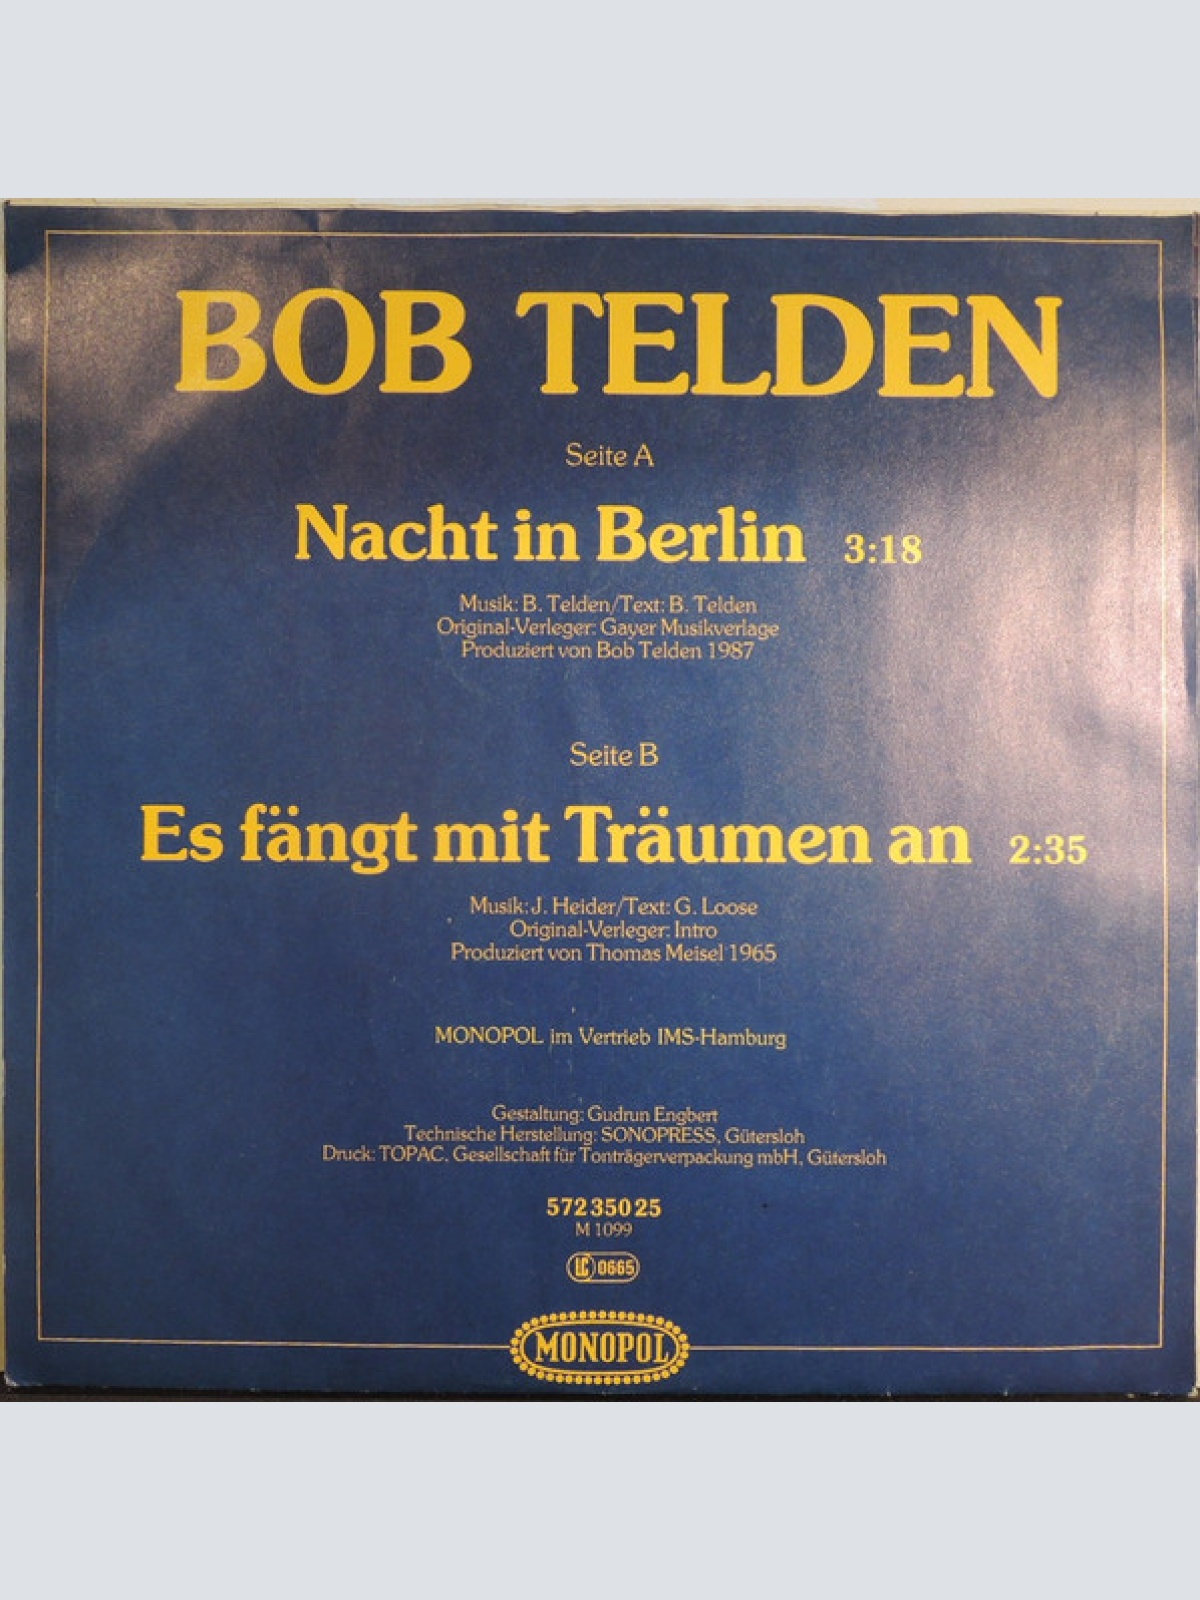 BOB TELDEN
Seite A
Nacht in Berlin 3:18
Musik: B. Telden/Text: B. Telden
Original-Verleger: Gayer Musikverlage
Produziert von Bob Telden 1987
Seite B
Es fängt mit Träumen an 2:35
Musik: J. Heider/Text: G. Loose
Original-Verleger: Intro
Produziert von Thomas Meisel 1965
MONOPOL im Vertrieb IMS-Hamburg
Gestaltung: Gudrun Engbert
Technische Herstellung: SONOPRESS, Gütersloh
Druck: TOPAC, Gesellschaft für Tonträgerverpackung mbH, Gütersloh
572 350 25
M 1099
LC 0665
MONOPOL